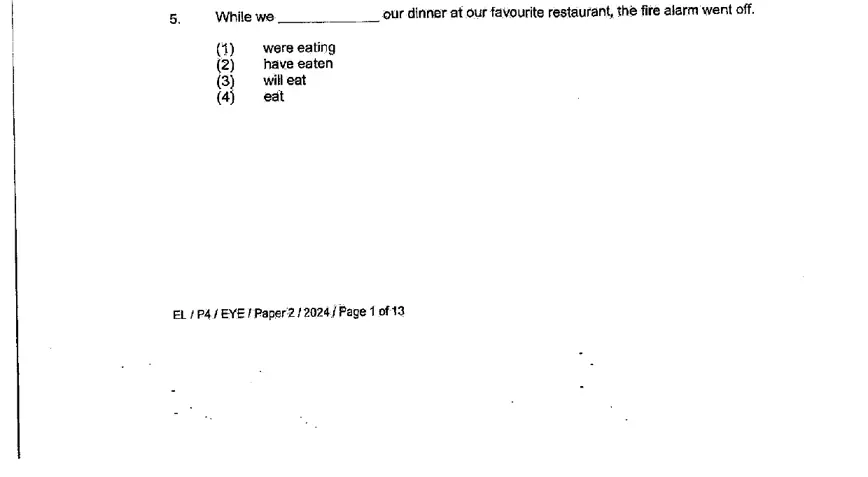 5. While we ____________ our dinner at our favourite restaurant, the fire alarm went off.
(1) were eating
(2) have eaten
(3) will eat
(4) eat
EL / P4 / EYE / Paper 2 / 2024 / Page 1 of 13